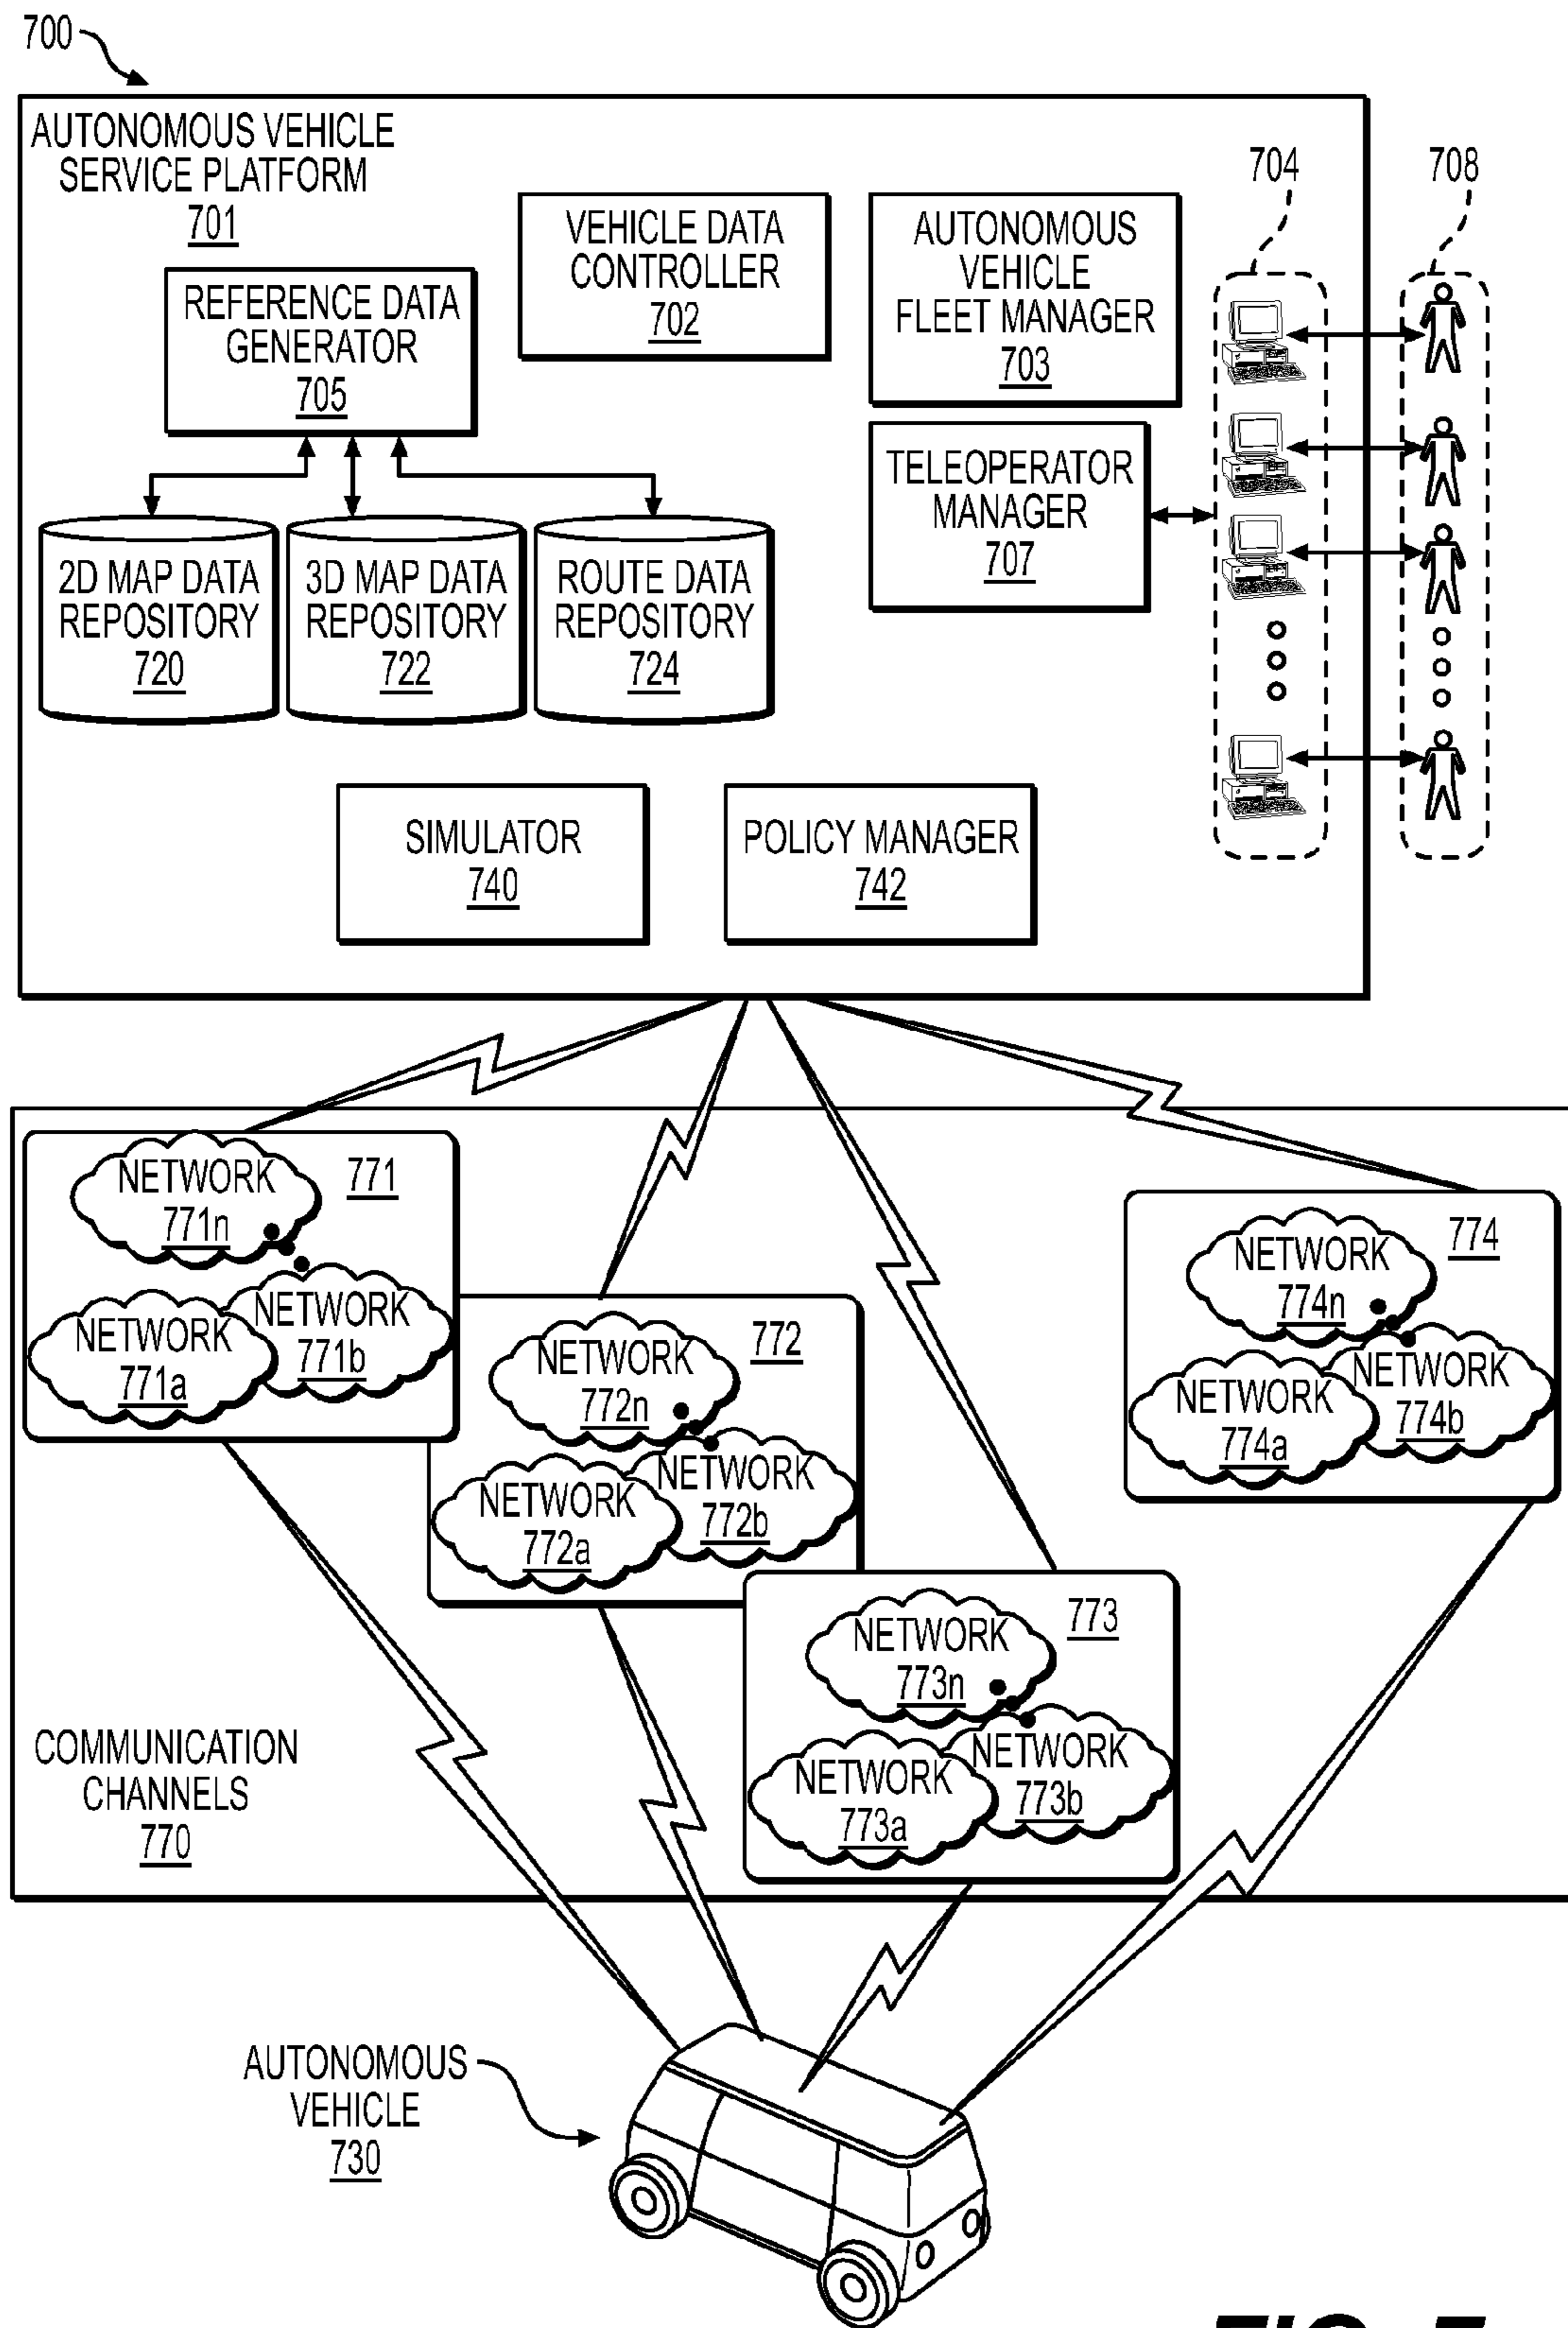 700
AUTONOMOUS VEHICLE
SERVICE PLATFORM
701
704
708
VEHICLE DATA
CONTROLLER
702
AUTONOMOUS
VEHICLE
FLEET MANAGER
703
REFERENCE DATA
GENERATOR
705
TELEOPERATOR
MANAGER
707
2D MAP DATA
REPOSITORY
720
3D MAP DATA
REPOSITORY
722
ROUTE DATA
REPOSITORY
724
SIMULATOR
740
POLICY MANAGER
742
NETWORK
771n
771
NETWORK
771a
NETWORK
771b
NETWORK
772n
772
NETWORK
772a
NETWORK
772b
NETWORK
773n
773
NETWORK
773a
NETWORK
773b
NETWORK
774n
774
NETWORK
774a
NETWORK
774b
COMMUNICATION
CHANNELS
770
AUTONOMOUS
VEHICLE
730